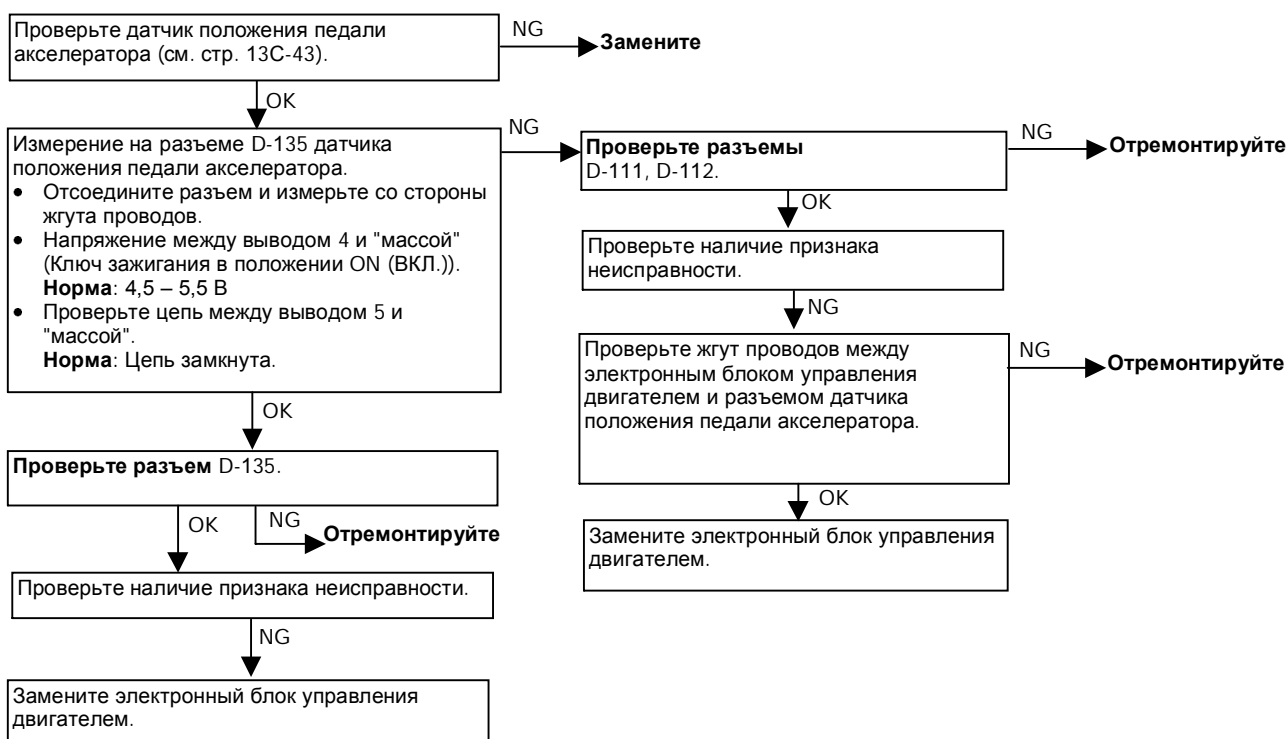 Проверьте датчик положения педали
акселератора (см. стр. 13C-43).
NG
Замените
OK
Измерение на разъеме D-135 датчика
положения педали акселератора.
• Отсоедините разъем и измерьте со стороны
жгута проводов.
• Напряжение между выводом 4 и "массой"
(Ключ зажигания в положении ON (ВКЛ.)).
Норма: 4,5 – 5,5 В
• Проверьте цепь между выводом 5 и
"массой".
Норма: Цепь замкнута.
NG
Проверьте разъемы
D-111, D-112.
NG
Отремонтируйте
OK
Проверьте наличие признака
неисправности.
NG
Проверьте жгут проводов между
электронным блоком управления
двигателем и разъемом датчика
положения педали акселератора.
NG
Отремонтируйте
OK
Замените электронный блок управления
двигателем.
OK
Проверьте разъем D-135.
OK
NG
Отремонтируйте
Проверьте наличие признака неисправности.
NG
Замените электронный блок управления
двигателем.